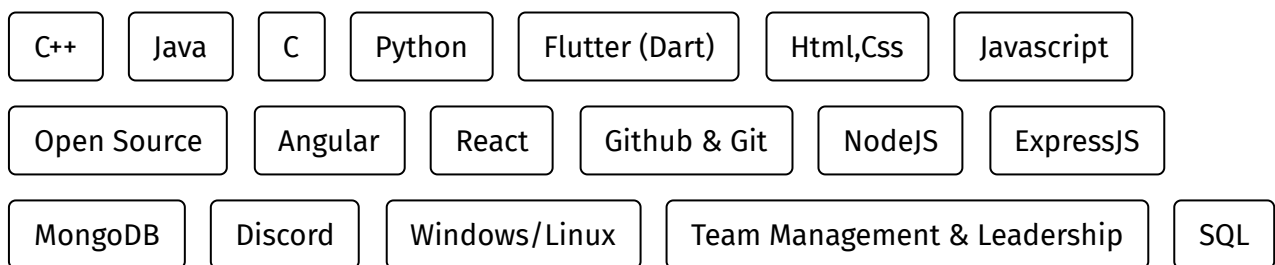 C++ Java C Python Flutter (Dart) Html,Css Javascript
Open Source Angular React Github & Git NodeJS ExpressJS
MongoDB Discord Windows/Linux Team Management & Leadership SQL